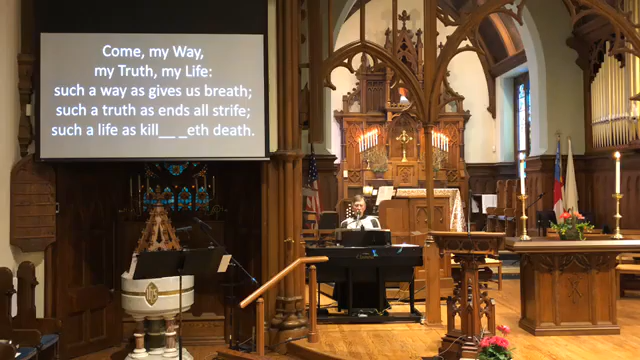 Come, my Way,
my Truth, my Life:
such a way as gives us breath;
such a truth as ends all strife;
such a life as kill__ _eth death.
IHS